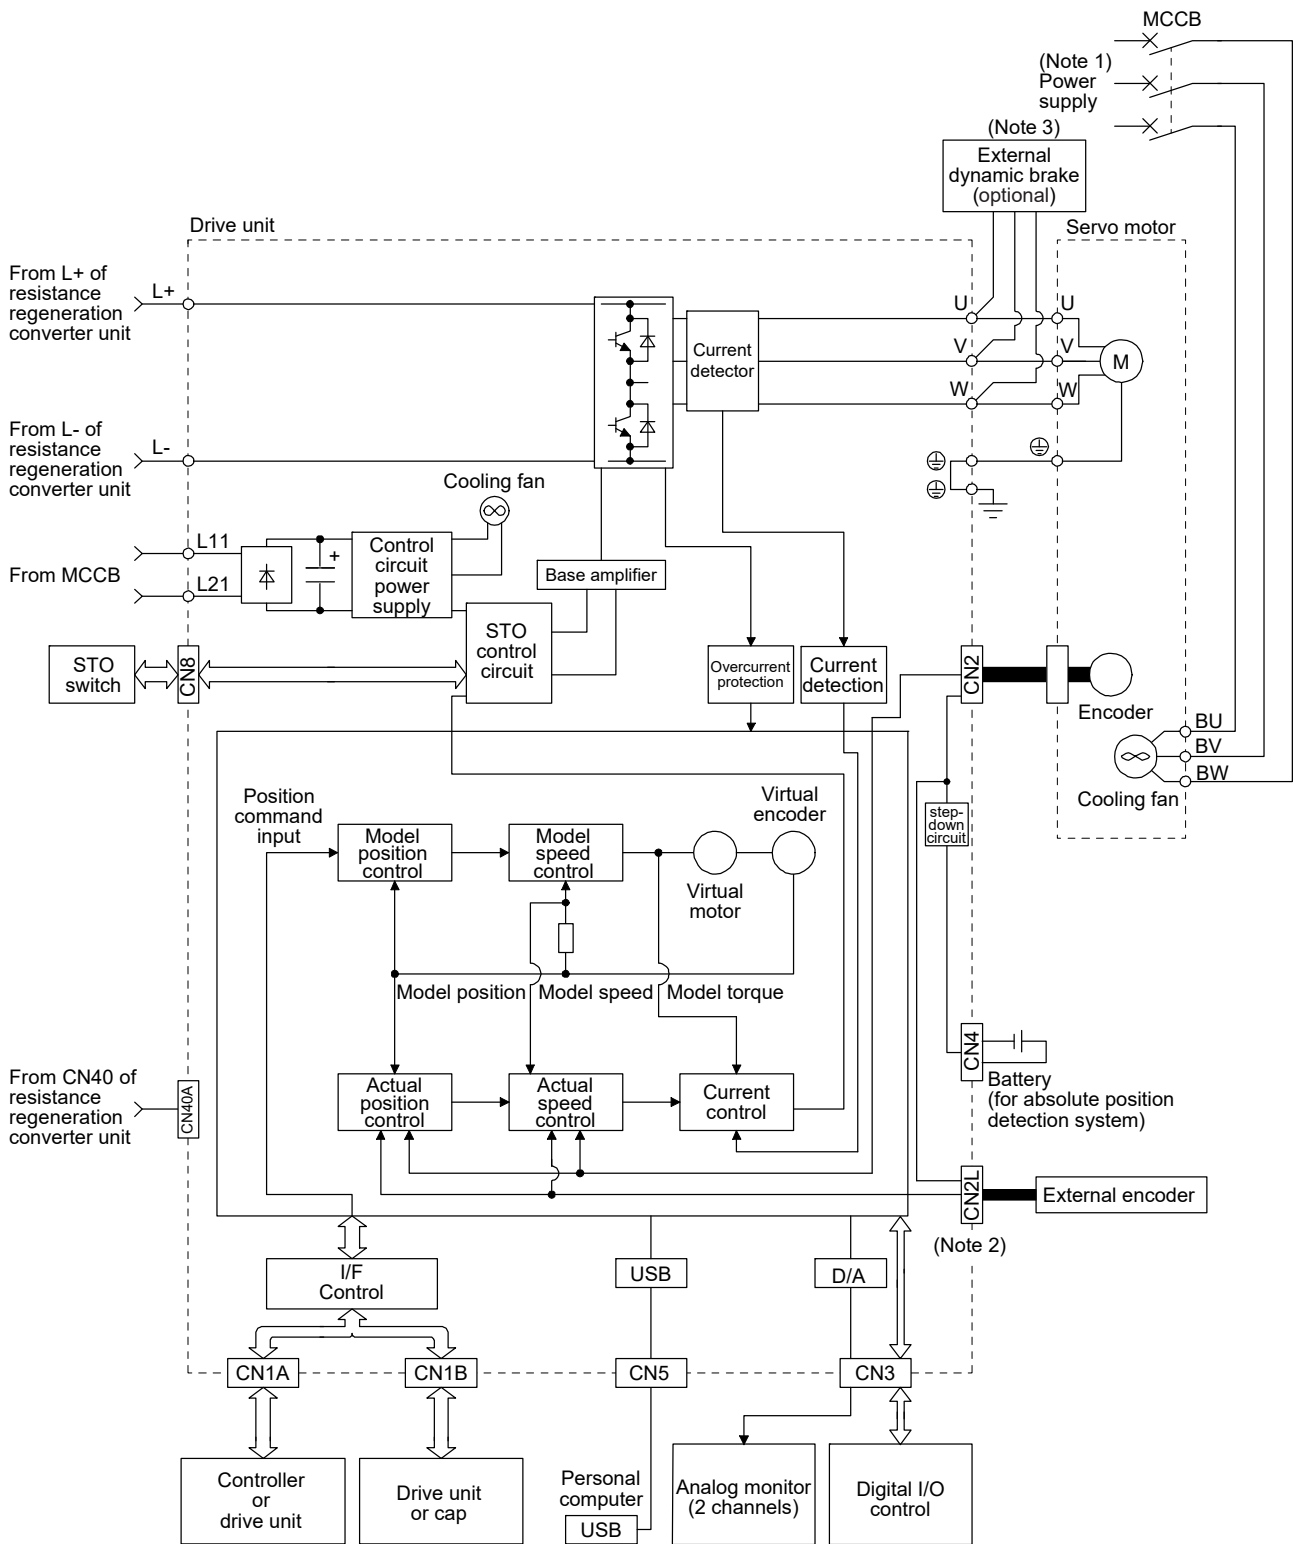 MCCB
(Note 1)
Power
supply
(Note 3)
External
dynamic brake
(optional)
Drive unit
Servo motor
From L+ of
resistance
regeneration
converter unit
L+
U
U
V
V
W
W
M
Current
detector
From L- of
resistance
regeneration
converter unit
L-
Cooling fan
L11
From MCCB
L21
+
Control
circuit
power
supply
Base amplifier
STO
switch
CN8
STO
control
circuit
Overcurrent
protection
Current
detection
CN2
Encoder
BU
BV
BW
Cooling fan
Position
command
input
Virtual
encoder
step-
down
circuit
Model
position
control
Model
speed
control
Virtual
motor
Model position
Model speed
Model torque
From CN40 of
resistance
regeneration
converter unit
CN40A
CN4
Battery
(for absolute position
detection system)
Actual
position
control
Actual
speed
control
Current
control
CN2L
External encoder
(Note 2)
I/F
Control
USB
D/A
CN1A
CN1B
CN5
CN3
Controller
or
drive unit
Drive unit
or cap
Personal
computer
USB
Analog monitor
(2 channels)
Digital I/O
control